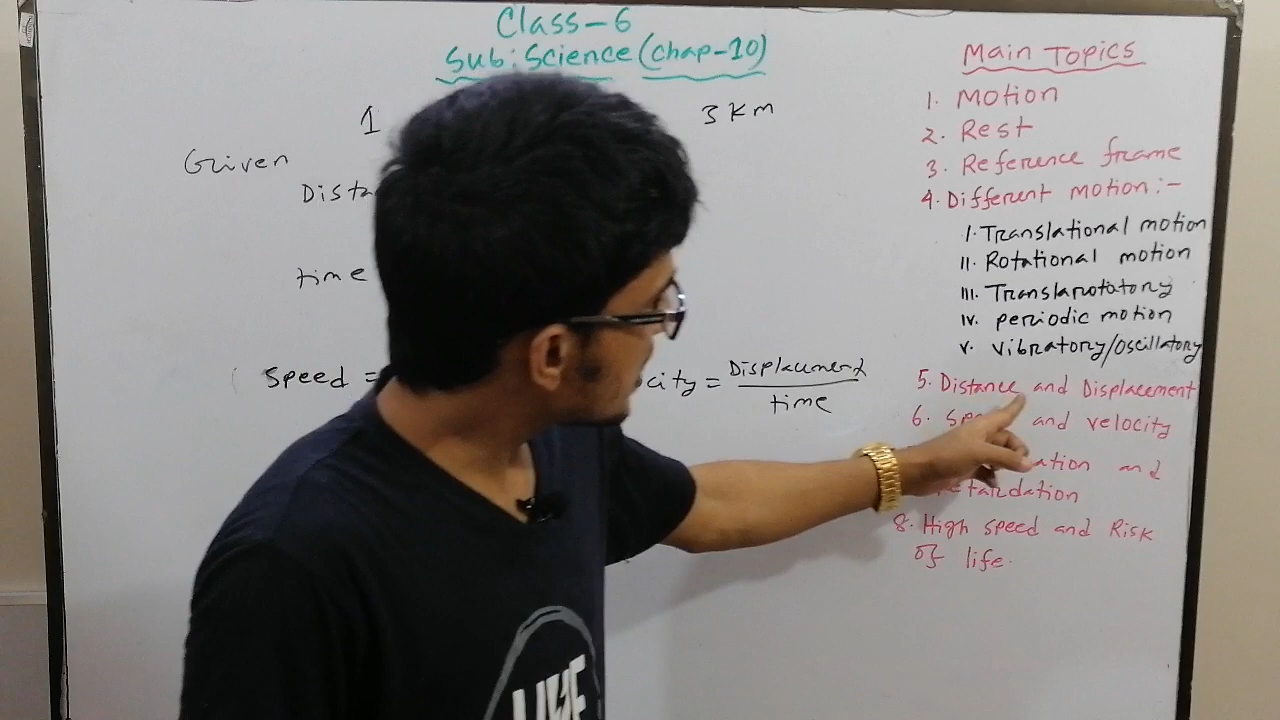 Class-6
Sub: Science (chap-10)
1
3 Km
Given
Dista
time
Speed =
city = Displacement
time
Main Topics
1. Motion
2. Rest
3. Reference frame
4. Different motion:-
I. Translational motion
II. Rotational motion
III. Translarotatory
IV. periodic motion
V. vibratory/oscillatory
5. Distance and Displacement
6. Sp and velocity
ation and
etardation
8. High speed and Risk
of life.